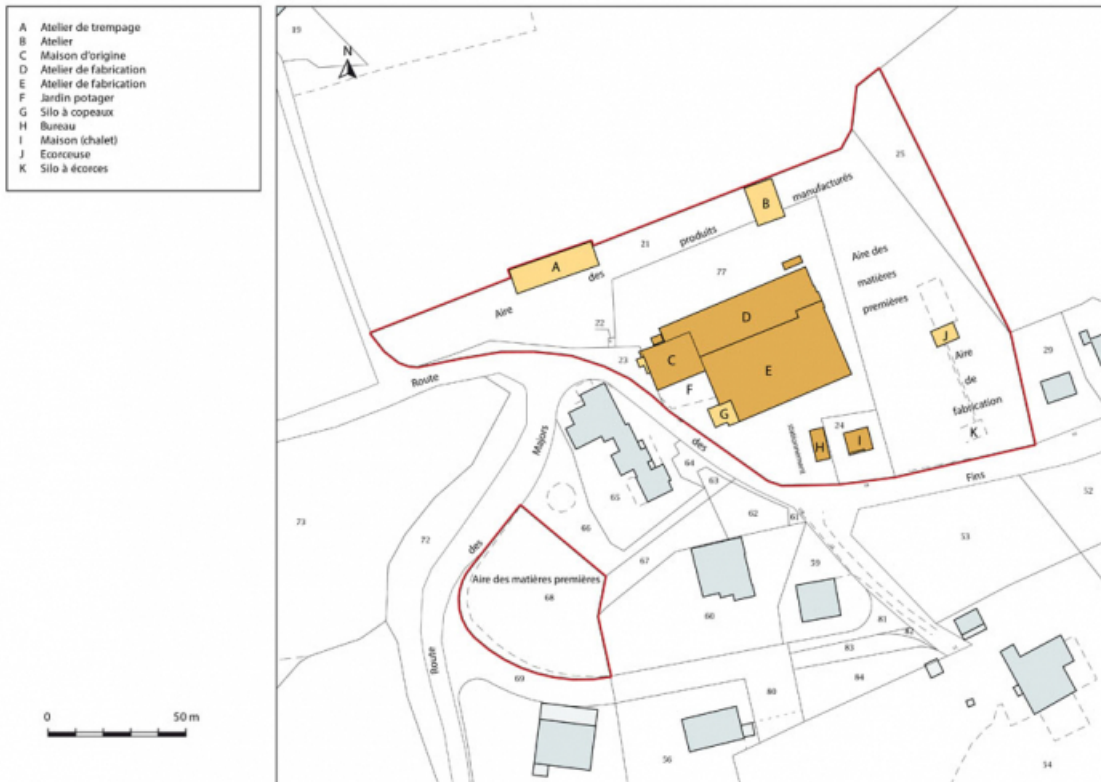 A Atelier de trempage
B Atelier
C Maison d'origine
D Atelier de fabrication
E Atelier de fabrication
F Jardin potager
G Silo à copeaux
H Bureau
I Maison (chalet)
J Ecorceuse
K Silo à écorces
0 50 m
89
N
25
B
manufacturés
21
produits
A
des
Aire
77
Aire des
matières
premières
22
D
23
C
E
J
29
Route
F
Aire
de
fabrication
G
24
K
stationnement
H
I
Majors
des
64
63
Fins
65
62
61
52
66
53
73
72
des
67
59
Aire des matières premières
68
60
81
82
83
84
Route
69
80
56
54